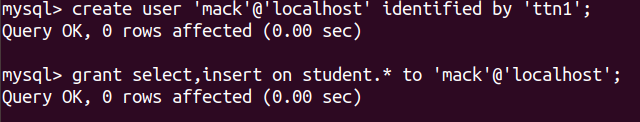 mysql> create user 'mack'@'localhost' identified by 'ttn1';
Query OK, 0 rows affected (0.00 sec)
mysql> grant select,insert on student.* to 'mack'@'localhost';
Query OK, 0 rows affected (0.00 sec)